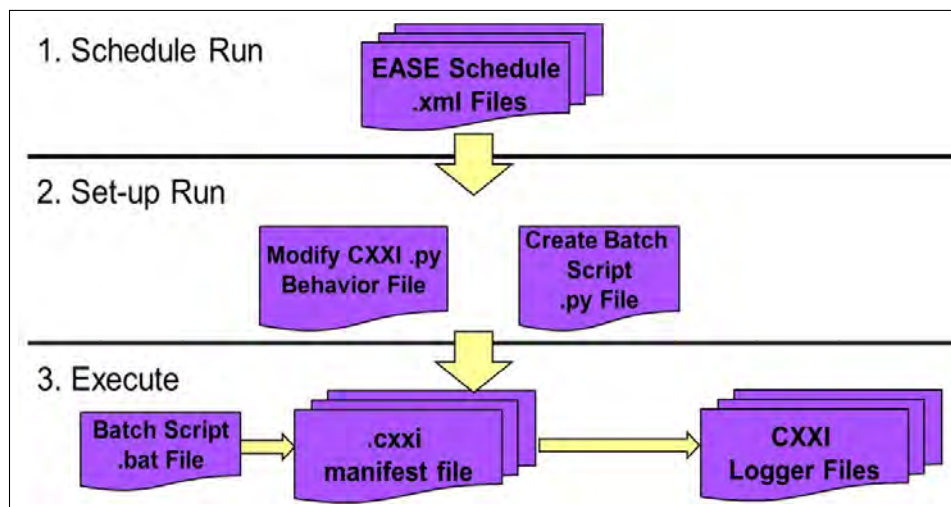 1. Schedule Run
EASE Schedule
.xml Files
2. Set-up Run
Modify CXXI .py
Behavior File
Create Batch
Script
.py File
3. Execute
Batch Script
.bat File
.cxxi
manifest file
CXXI
Logger Files